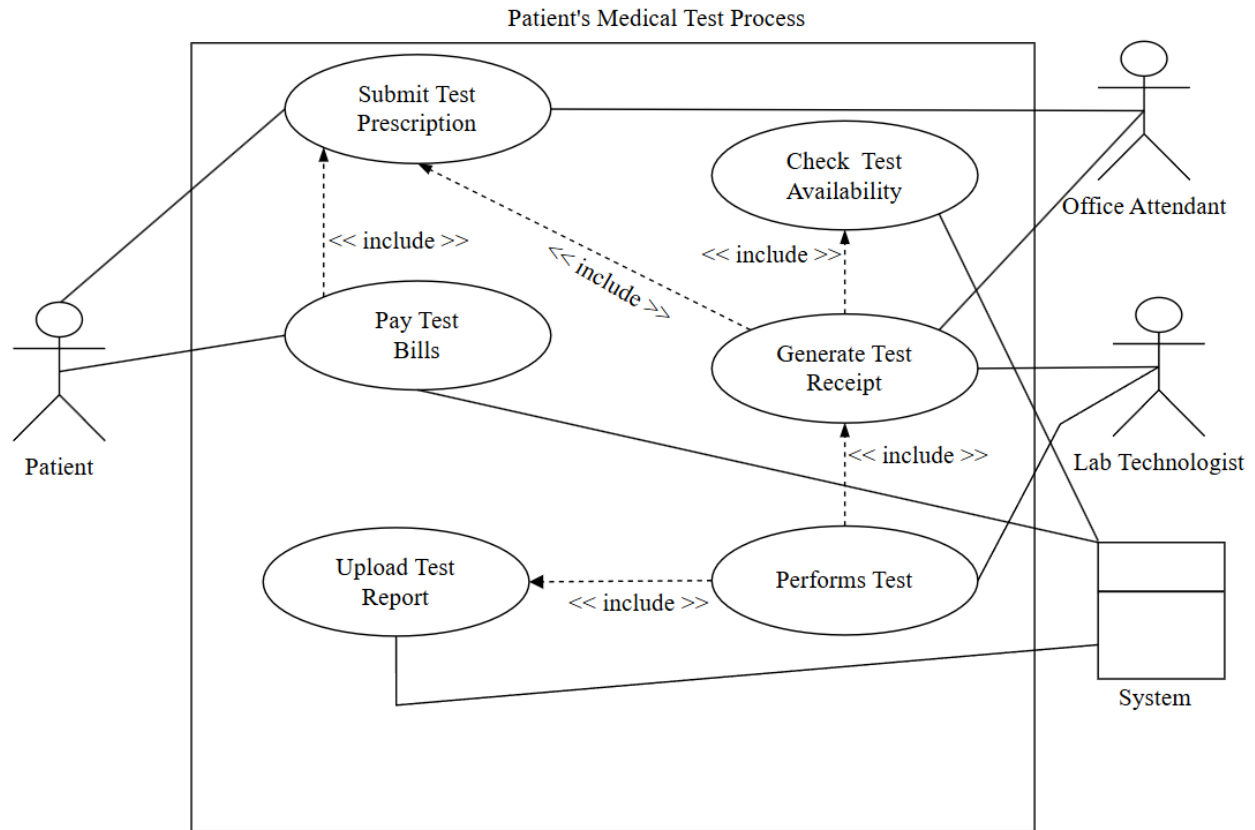 Patient's Medical Test Process
Submit Test
Prescription
Check Test
Availability
Office Attendant
<< include >>
<< include >>
<< include >>
Pay Test
Bills
Generate Test
Receipt
Patient
<< include >>
Lab Technologist
Upload Test
Report
Performs Test
<< include >>
System